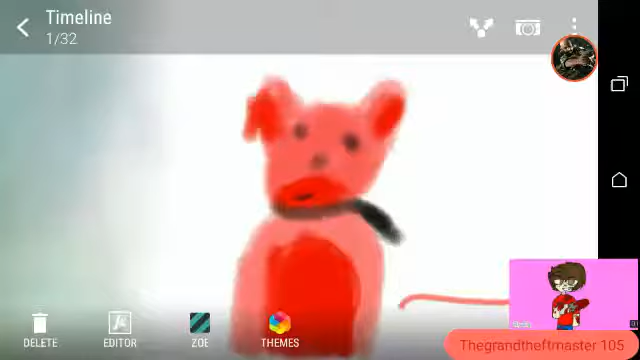 Timeline
1/32
DELETE
EDITOR
ZOE
THEMES
Thegrandtheftmaster 105